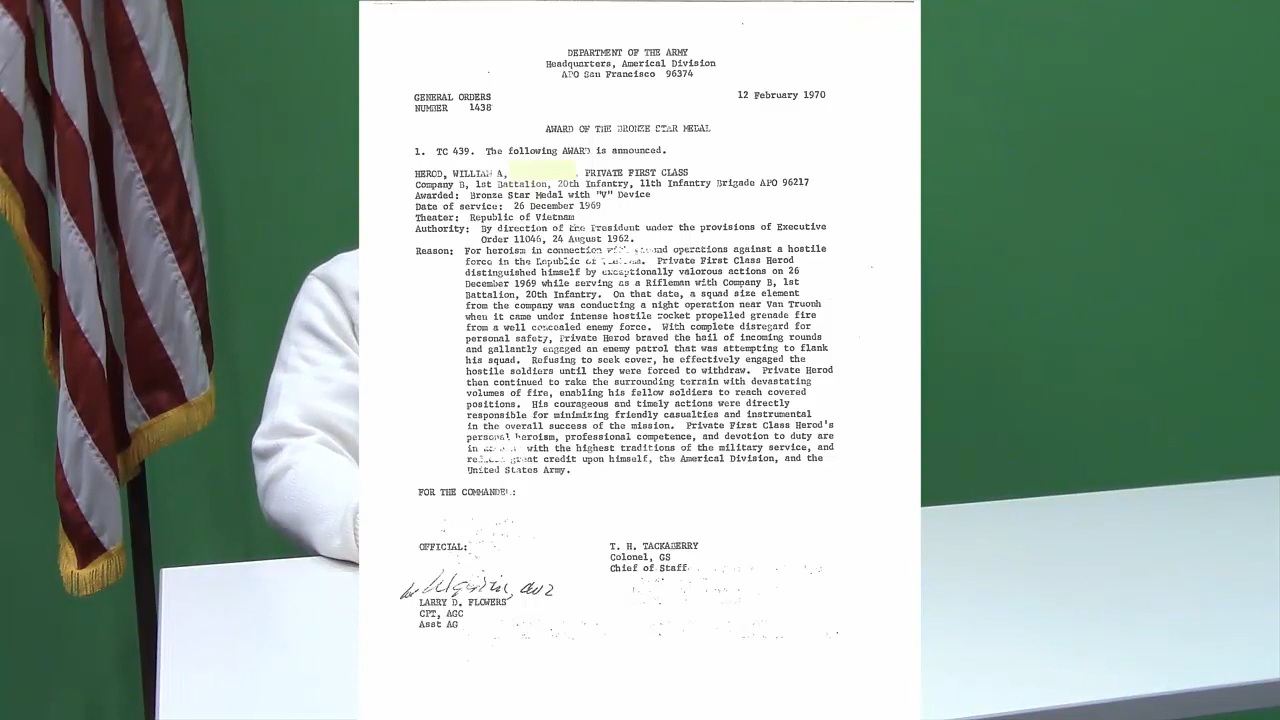 DEPARTMENT OF THE ARMY
Headquarters, Americal Division
APO San Francisco 96374
GENERAL ORDERS 12 February 1970
NUMBER 1438
AWARD OF THE BRONZE STAR MEDAL
1. TC 439. The following AWARD is announced.
HEROD, WILLIAM A, , PRIVATE FIRST CLASS
Company B, 1st Battalion, 20th Infantry, 11th Infantry Brigade APO 96217
Awarded: Bronze Star Medal with "V" Device
Date of service: 26 December 1969
Theater: Republic of Vietnam
Authority: By direction of the President under the provisions of Executive
Order 11046, 24 August 1962.
Reason: For heroism in connection with ground operations against a hostile
force in the Republic of Vietnam. Private First Class Herod
distinguished himself by exceptionally valorous actions on 26
December 1969 while serving as a Rifleman with Company B, 1st
Battalion, 20th Infantry. On that date, a squad size element
from the company was conducting a night operation near Van Truonh
when it came under intense hostile rocket propelled grenade fire
from a well concealed enemy force. With complete disregard for
personal safety, Private Herod braved the hail of incoming rounds
and gallantly engaged an enemy patrol that was attempting to flank
his squad. Refusing to seek cover, he effectively engaged the
hostile soldiers until they were forced to withdraw. Private Herod
then continued to rake the surrounding terrain with devastating
volumes of fire, enabling his fellow soldiers to reach covered
positions. His courageous and timely actions were directly
responsible for minimizing friendly casualties and instrumental
in the overall success of the mission. Private First Class Herod's
personal heroism, professional competence, and devotion to duty are
in with the highest traditions of the military service, and
great credit upon himself, the Americal Division, and the
United States Army.
FOR THE COMMANDER:
OFFICIAL: T. H. TACKABERRY
Colonel, GS
Chief of Staff
LARRY D. FLOWERS
CPT, AGC
Asst AG